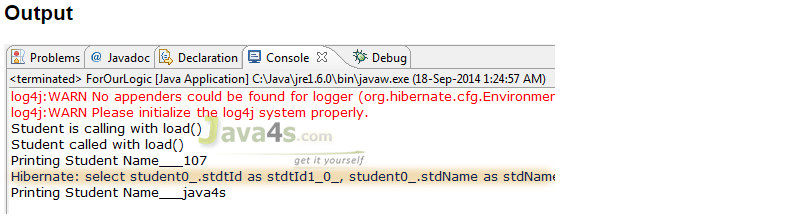 Output
Problems @ Javadoc Declaration Console Debug
<terminated> ForOurLogic [Java Application] C:\Java\jre1.6.0\bin\javaw.exe (18-Sep-2014 1:24:57 AM)
log4j:WARN No appenders could be found for logger (org.hibernate.cfg.Environmen
log4j:WARN Please initialize the log4j system properly.
Student is calling with load()
Student called with load()
Java4s.com
Printing Student Name___107
get it yourself
Hibernate: select student0_.stdtId as stdtId1_0_, student0_.stdName as stdName
Printing Student Name___java4s